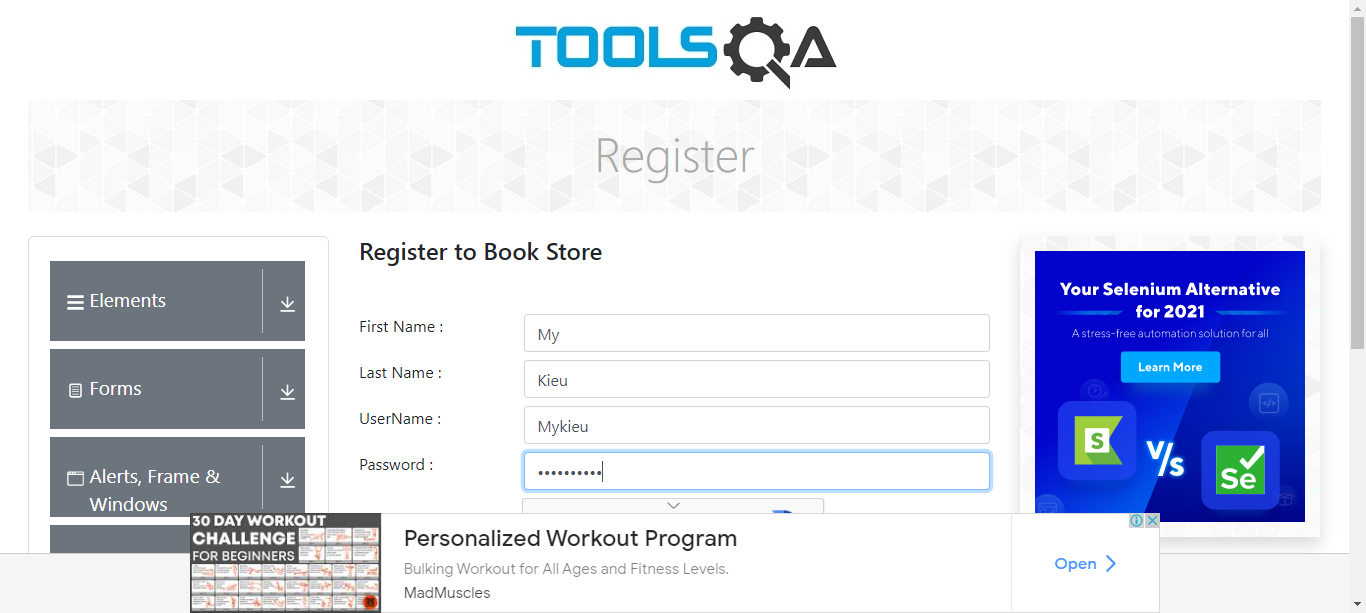 TOOLSQA
Register
Elements
Forms
Alerts, Frame &
Windows
Register to Book Store
First Name :
My
Last Name :
Kieu
UserName :
Mykieu
Password :
••••••••••
Your Selenium Alternative
for 2021
A stress-free automation solution for all
Learn More
S
V/s
Se
30 DAY WORKOUT
CHALLENGE
FOR BEGINNERS
Personalized Workout Program
Bulking Workout for All Ages and Fitness Levels.
MadMuscles
Open